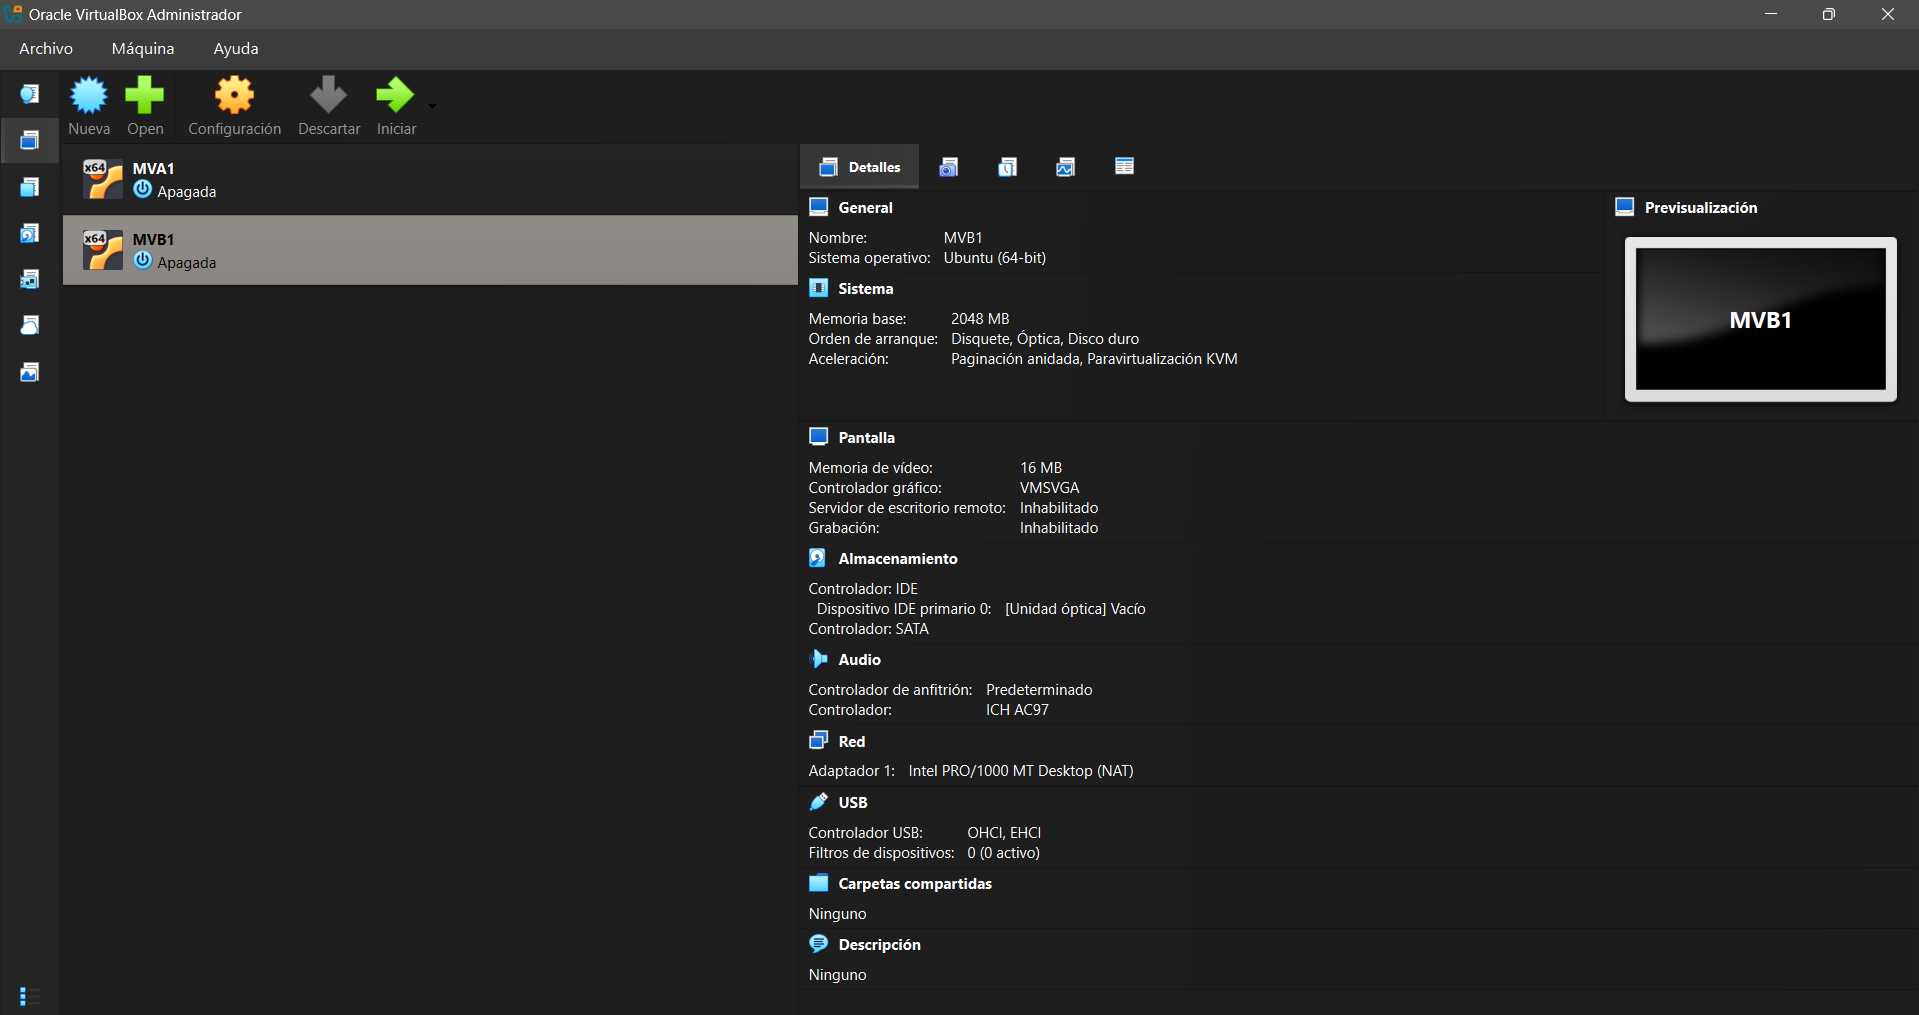 Oracle VirtualBox Administrador
Archivo Máquina Ayuda
Nueva Open Configuración Descartar Iniciar
x64 MVA1
Apagada
x64 MVB1
Apagada
Detalles
General
Nombre: MVB1
Sistema operativo: Ubuntu (64-bit)
Sistema
Memoria base: 2048 MB
Orden de arranque: Disquete, Óptica, Disco duro
Aceleración: Paginación anidada, Paravirtualización KVM
Previsualización
MVB1
Pantalla
Memoria de vídeo: 16 MB
Controlador gráfico: VMSVGA
Servidor de escritorio remoto: Inhabilitado
Grabación: Inhabilitado
Almacenamiento
Controlador: IDE
Dispositivo IDE primario 0: [Unidad óptica] Vacío
Controlador: SATA
Audio
Controlador de anfitrión: Predeterminado
Controlador: ICH AC97
Red
Adaptador 1: Intel PRO/1000 MT Desktop (NAT)
USB
Controlador USB: OHCI, EHCI
Filtros de dispositivos: 0 (0 activo)
Carpetas compartidas
Ninguno
Descripción
Ninguno